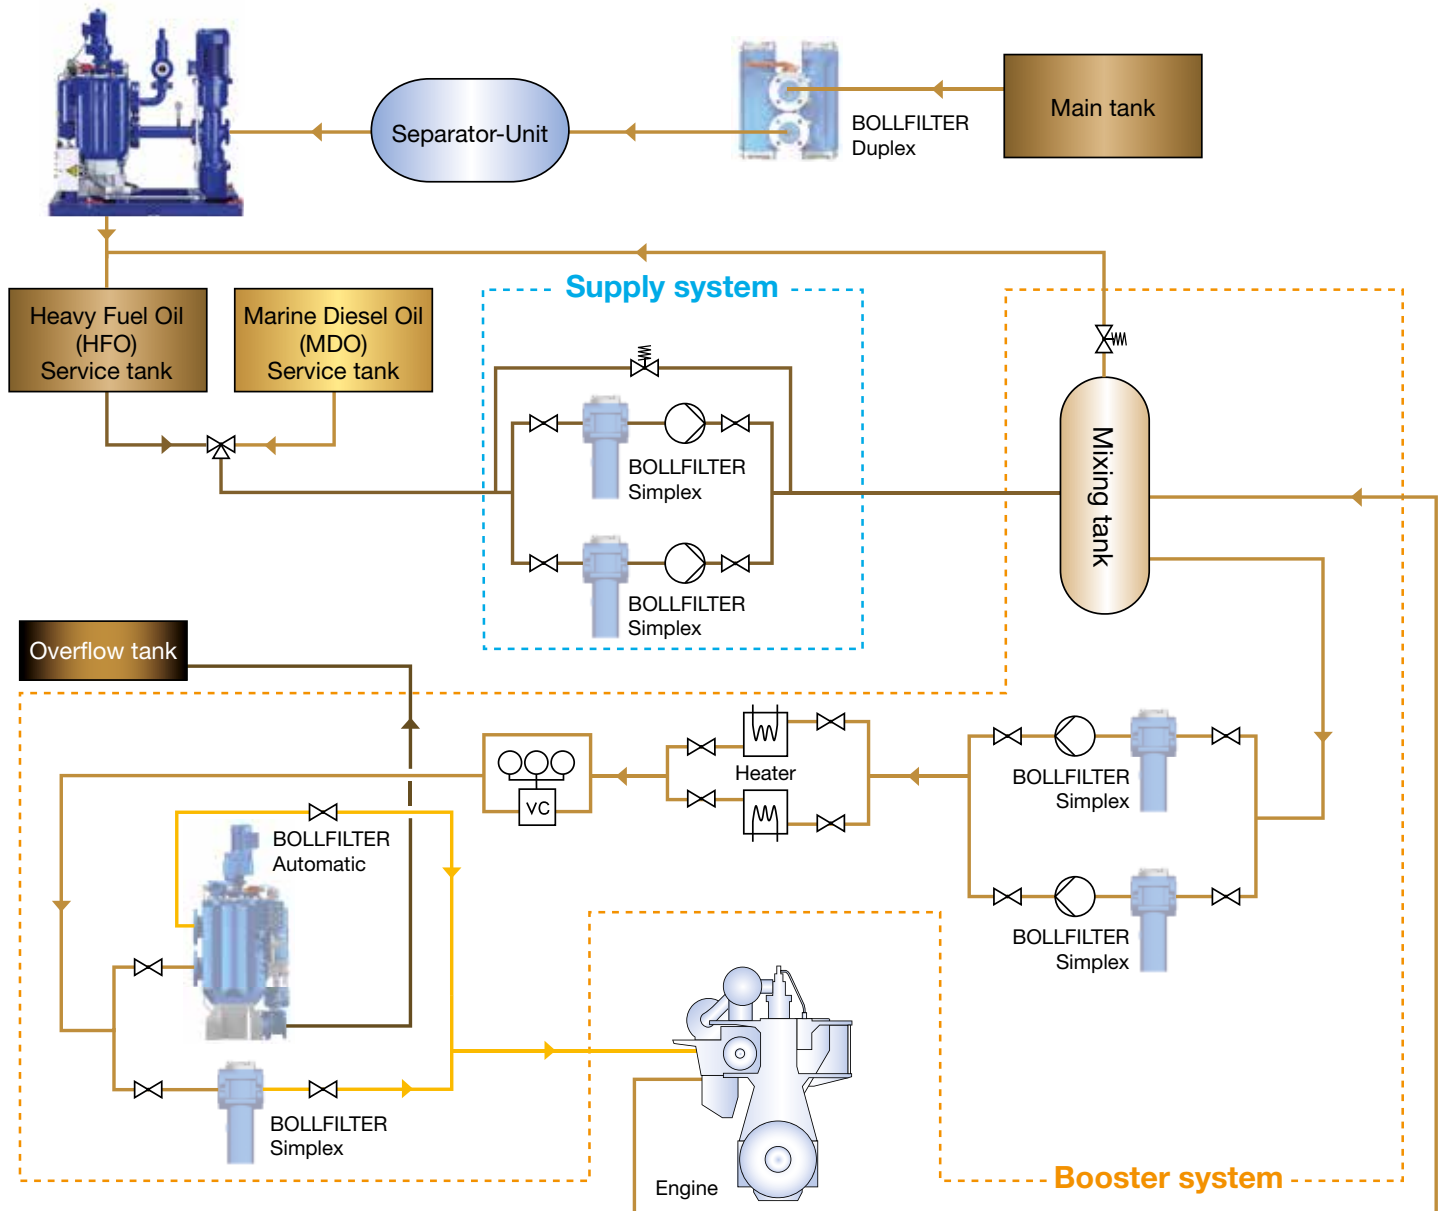 Main tank
BOLLFILTER
Duplex
Separator-Unit
Supply system
Heavy Fuel Oil
(HFO)
Service tank
Marine Diesel Oil
(MDO)
Service tank
BOLLFILTER
Simplex
BOLLFILTER
Simplex
Mixing tank
Overflow tank
Heater
VC
BOLLFILTER
Simplex
BOLLFILTER
Automatic
BOLLFILTER
Simplex
BOLLFILTER
Simplex
Engine
Booster system